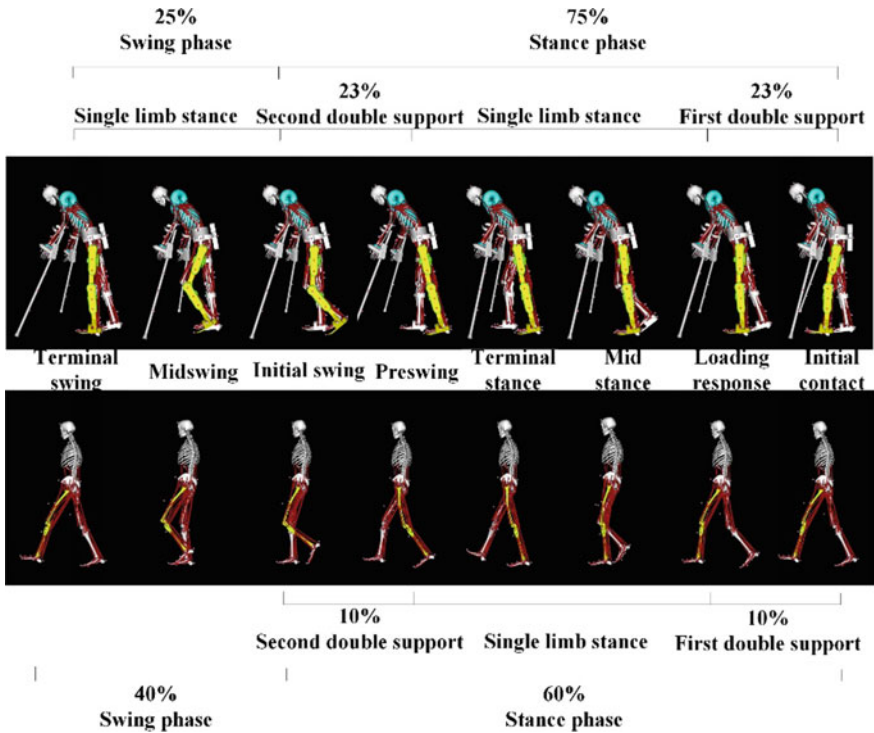 25%
Swing phase
75%
Stance phase
Single limb stance
23%
Second double support
Single limb stance
23%
First double support
Terminal swing
Midswing
Initial swing
Preswing
Terminal stance
Mid stance
Loading response
Initial contact
10%
Second double support
Single limb stance
10%
First double support
40%
Swing phase
60%
Stance phase